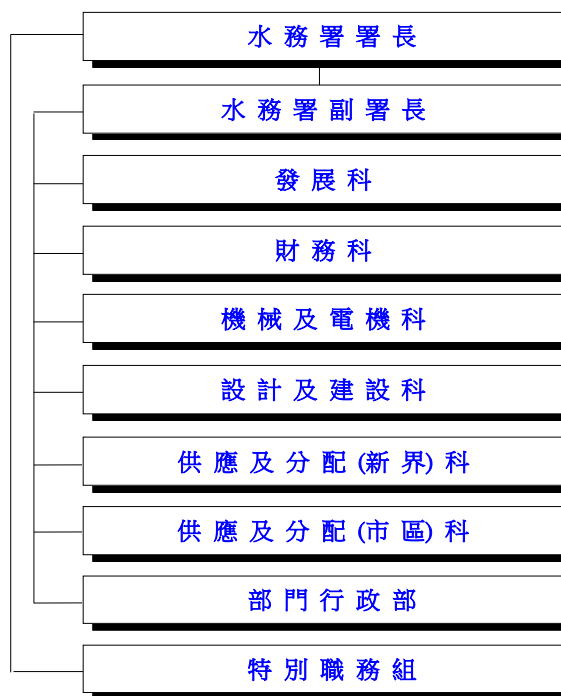 水務署署長
水務署副署長
發展科
財務科
機械及電機科
設計及建設科
供應及分配(新界)科
供應及分配(市區)科
部門行政部
特別職務組